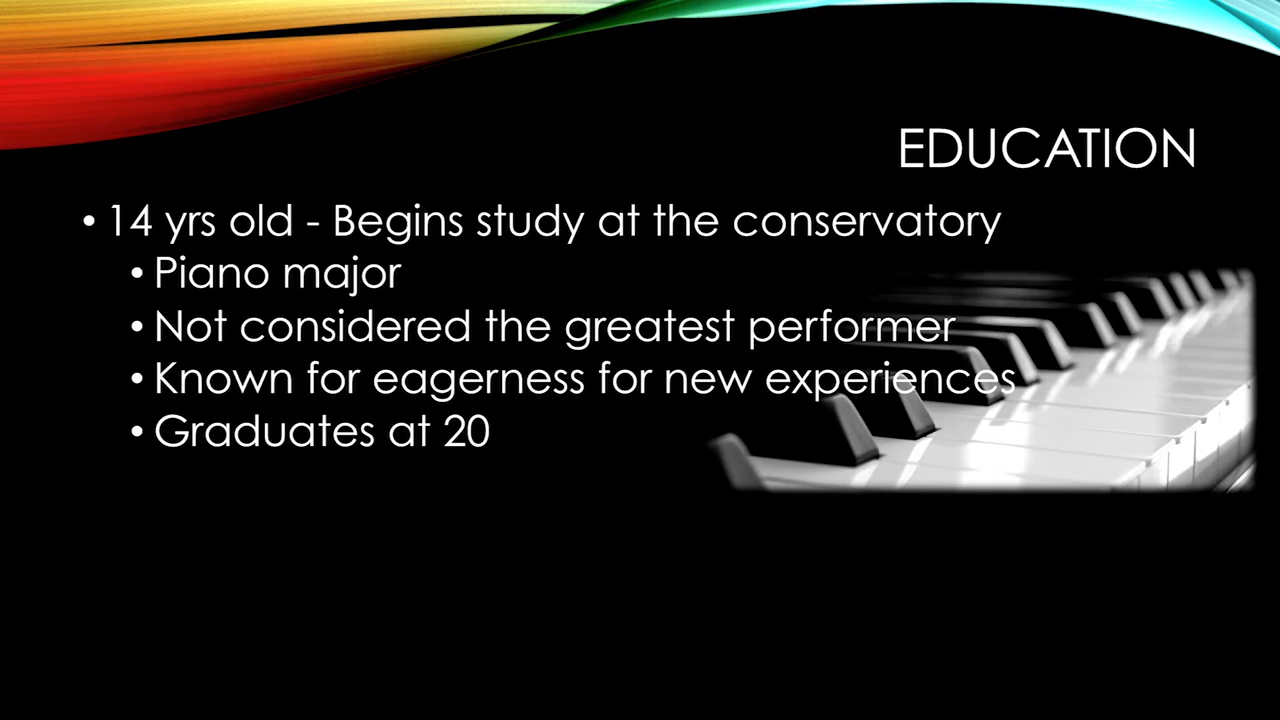 EDUCATION
• 14 yrs old - Begins study at the conservatory
• Piano major
• Not considered the greatest performer
• Known for eagerness for new experiences
• Graduates at 20